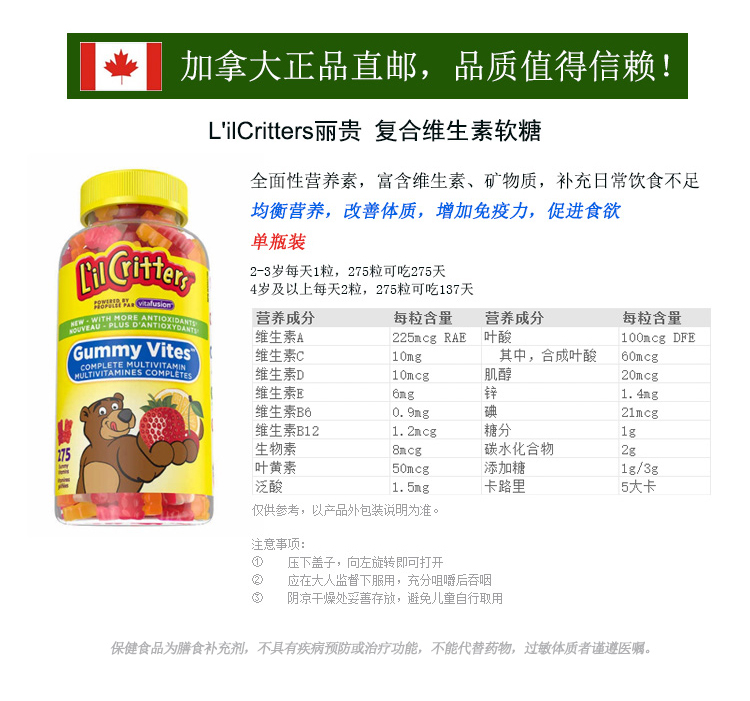 加拿大正品直邮，品质值得信赖！
L'ilCritters丽贵 复合维生素软糖
全面性营养素，富含维生素、矿物质，补充日常饮食不足
均衡营养，改善体质，增加免疫力，促进食欲
单瓶装
2-3岁每天1粒，275粒可吃275天
4岁及以上每天2粒，275粒可吃137天
L'il Critters
POWERED BY
PROPULSÉ PAR vitafusion
NEW - WITH MORE ANTIOXIDANTS
NOUVEAU - PLUS D'ANTIOXYDANTS
Gummy Vites
COMPLETE MULTIVITAMIN
MULTIVITAMINES COMPLÈTES
275
营养成分 每粒含量 营养成分 每粒含量
维生素A 225mcg RAE 叶酸 100mcg DFE
维生素C 10mg 其中，合成叶酸 60mcg
维生素D 10mcg 肌醇 20mcg
维生素E 6mg 锌 1.4mg
维生素B6 0.9mg 碘 21mcg
维生素B12 1.2mcg 糖分 1g
生物素 8mcg 碳水化合物 2g
叶黄素 50mcg 添加糖 1g/3g
泛酸 1.5mg 卡路里 5大卡
仅供参考，以产品外包装说明为准。
注意事项：
① 压下盖子，向左旋转即可打开
② 应在大人监督下服用，充分咀嚼后吞咽
③ 阴凉干燥处妥善存放，避免儿童自行取用
保健食品为膳食补充剂，不具有疾病预防或治疗功能，不能代替药物，过敏体质者谨遵医嘱。